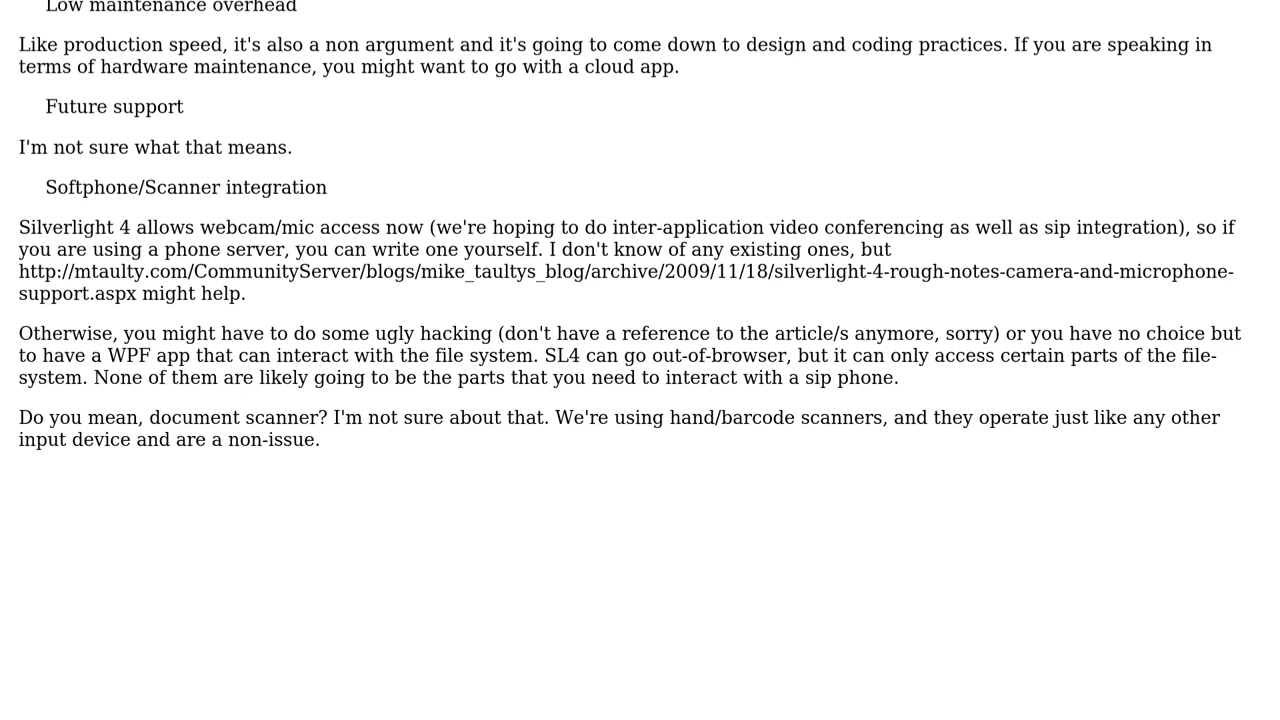 Low maintenance overhead
Like production speed, it's also a non argument and it's going to come down to design and coding practices. If you are speaking in
terms of hardware maintenance, you might want to go with a cloud app.
Future support
I'm not sure what that means.
Softphone/Scanner integration
Silverlight 4 allows webcam/mic access now (we're hoping to do inter-application video conferencing as well as sip integration), so if
you are using a phone server, you can write one yourself. I don't know of any existing ones, but
http://mtaulty.com/CommunityServer/blogs/mike_taultys_blog/archive/2009/11/18/silverlight-4-rough-notes-camera-and-microphone-
support.aspx might help.
Otherwise, you might have to do some ugly hacking (don't have a reference to the article/s anymore, sorry) or you have no choice but
to have a WPF app that can interact with the file system. SL4 can go out-of-browser, but it can only access certain parts of the file-
system. None of them are likely going to be the parts that you need to interact with a sip phone.
Do you mean, document scanner? I'm not sure about that. We're using hand/barcode scanners, and they operate just like any other
input device and are a non-issue.